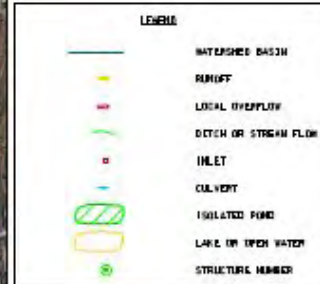 LEGEND
WATERSHED BASIN
RUNOFF
LOCAL OVERFLOW
DITCH OR STREAM FLOW
INLET
CULVERT
ISOLATED POND
LAKE OR OPEN WATER
STRUCTURE NUMBER